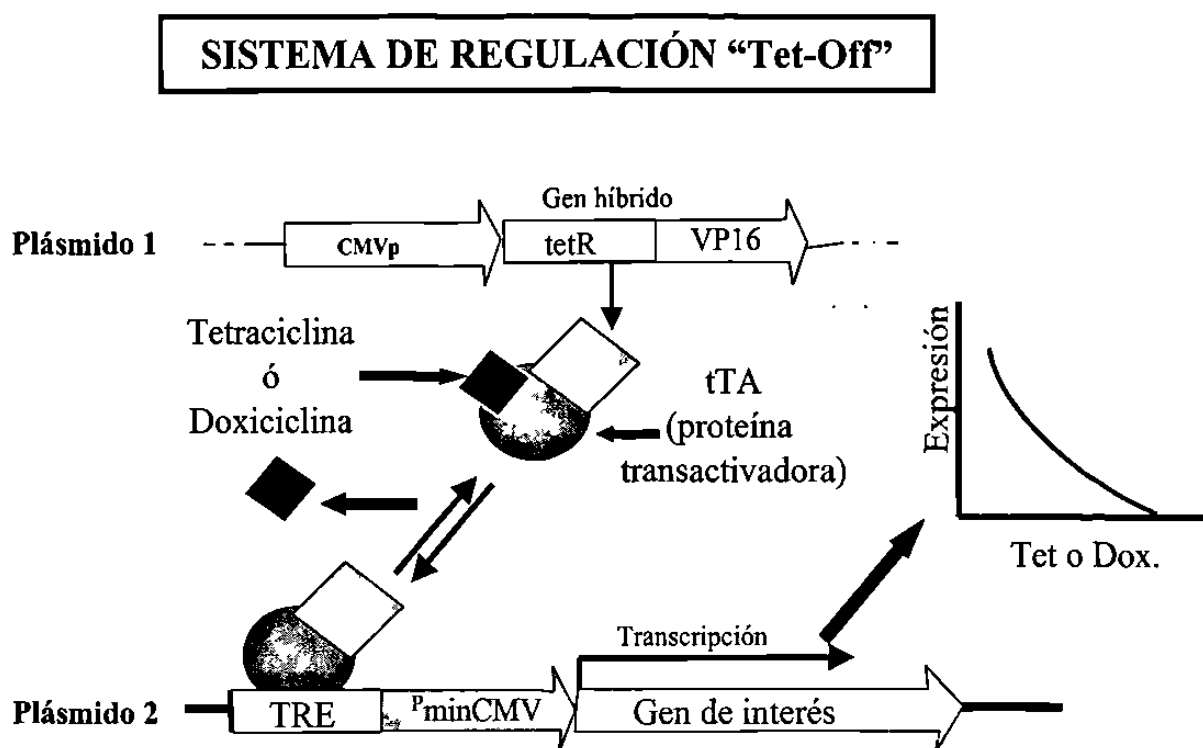 SISTEMA DE REGULACIÓN “Tet-Off”
Gen híbrido
Plásmido 1
CMVp
tetR
VP16
Tetraciclina
ó
Doxiciclina
tTA
(proteína
transactivadora)
Expresión
Tet o Dox.
Transcripción
Plásmido 2
TRE
PminCMV
Gen de interés